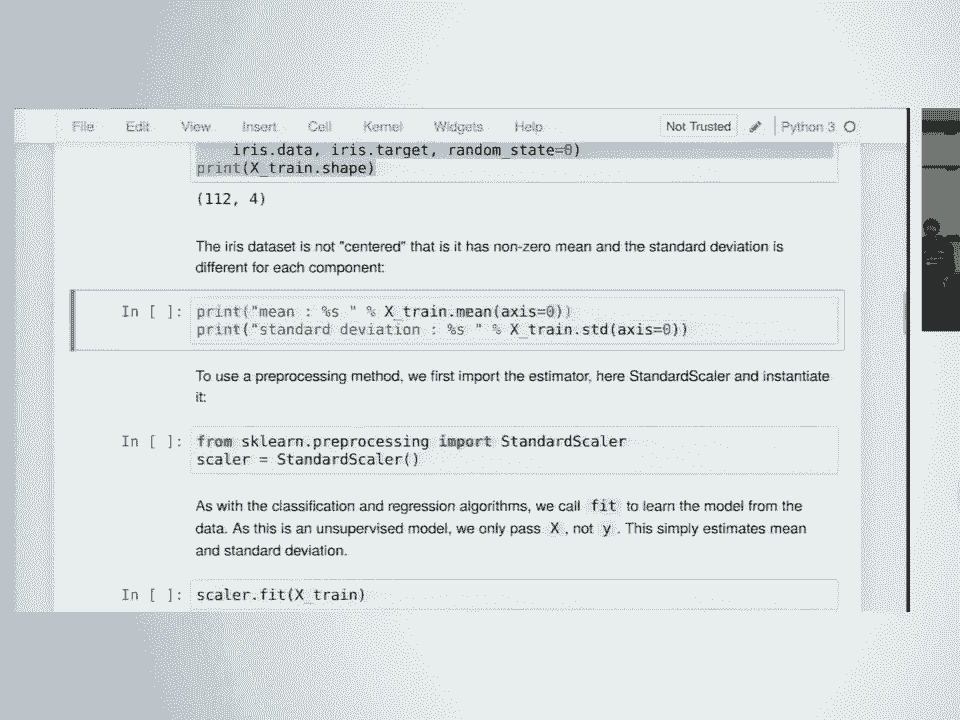 File Edit View Insert Cell Kernel Widgets Help Not Trusted Python 3
iris.data, iris.target, random_state=0)
print(X_train.shape)
(112, 4)
The iris dataset is not "centered" that is it has non-zero mean and the standard deviation is
different for each component:
In [ ]: print("mean : %s " % X_train.mean(axis=0))
print("standard deviation : %s " % X_train.std(axis=0))
To use a preprocessing method, we first import the estimator, here StandardScaler and instantiate
it:
In [ ]: from sklearn.preprocessing import StandardScaler
scaler = StandardScaler()
As with the classification and regression algorithms, we call fit to learn the model from the
data. As this is an unsupervised model, we only pass X, not y. This simply estimates mean
and standard deviation.
In [ ]: scaler.fit(X_train)